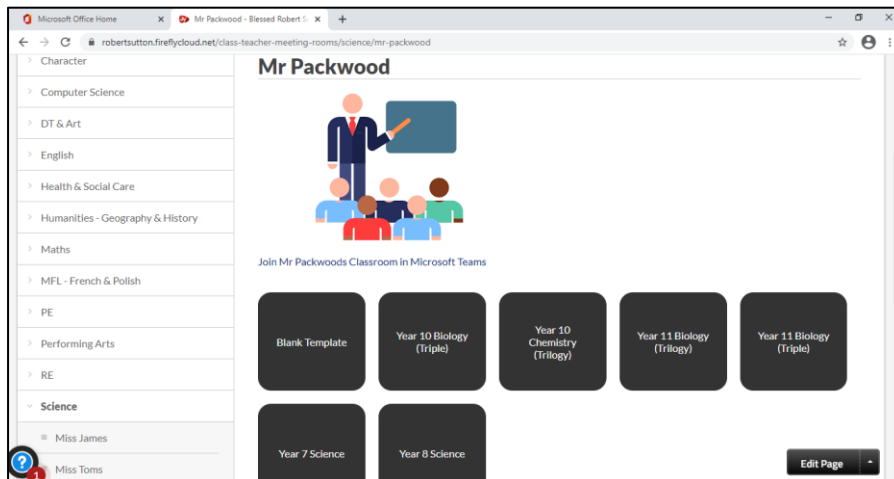 Microsoft Office Home
Mr Packwood - Blessed Robert S
robertsutton.fireflycloud.net/class-teacher-meeting-rooms/science/mr-packwood
Character
Computer Science
DT & Art
English
Health & Social Care
Humanities - Geography & History
Maths
MFL - French & Polish
PE
Performing Arts
RE
Science
Miss James
Miss Toms
1
Mr Packwood
Join Mr Packwoods Classroom in Microsoft Teams
Blank Template
Year 10 Biology
(Triple)
Year 10
Chemistry
(Trilogy)
Year 11 Biology
(Trilogy)
Year 11 Biology
(Triple)
Year 7 Science
Year 8 Science
Edit Page